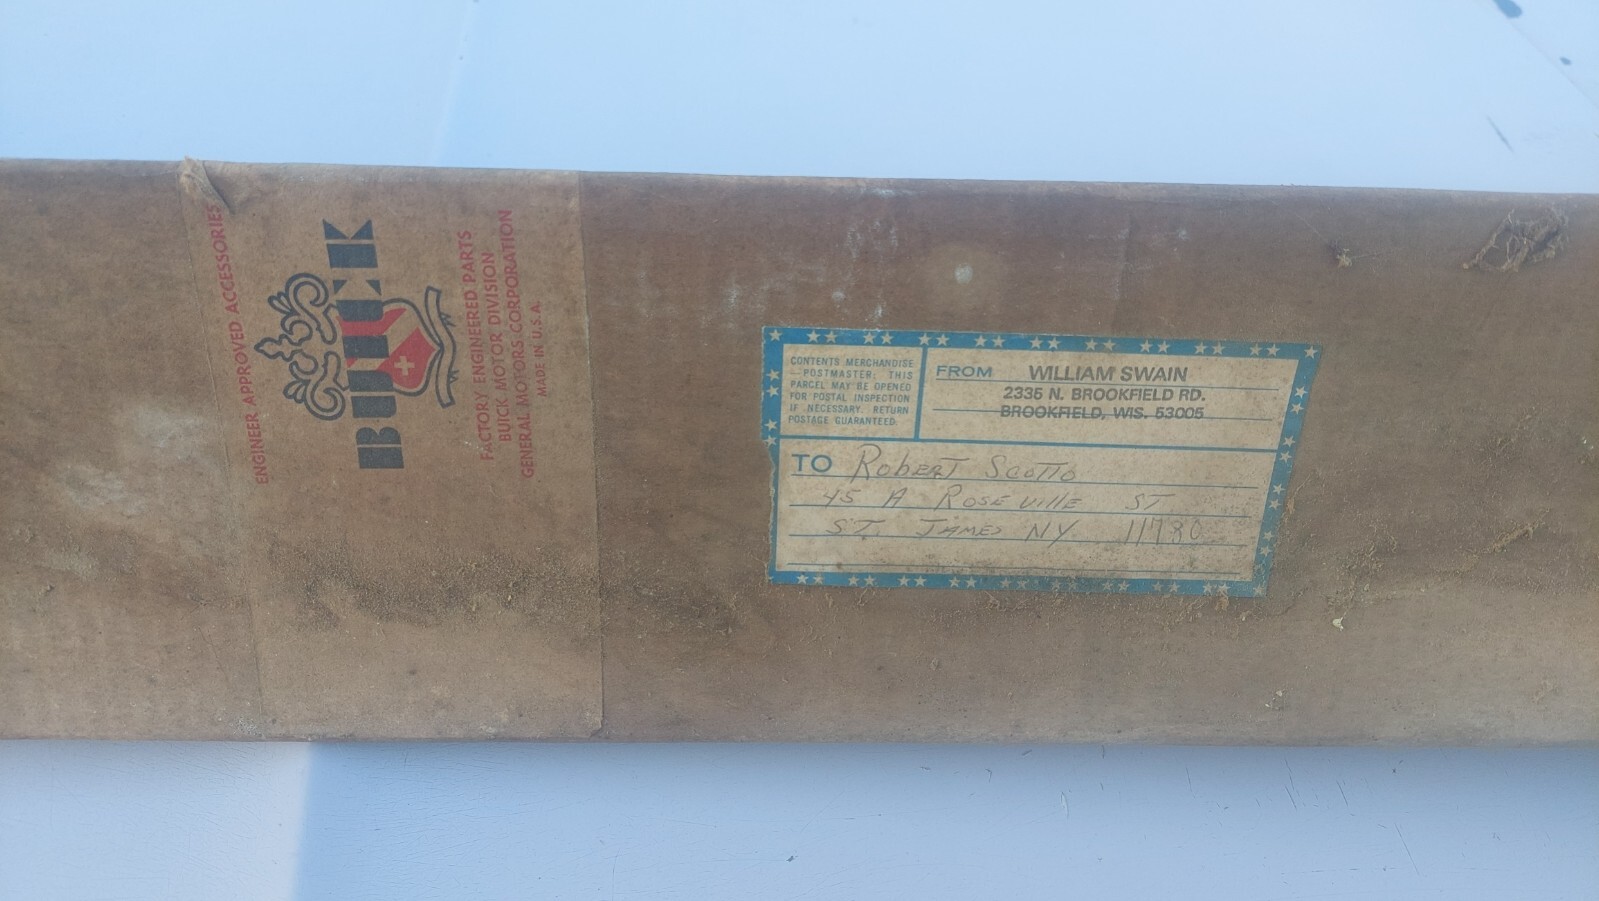 ENGINEER APPROVED ACCESSORIES
BUICK
FACTORY ENGINEERED PARTS
BUICK MOTOR DIVISION
GENERAL MOTORS CORPORATION
MADE IN U.S.A.
CONTENTS MERCHANDISE
— POSTMASTER: THIS
PARCEL MAY BE OPENED
FOR POSTAL INSPECTION
IF NECESSARY. RETURN
POSTAGE GUARANTEED
FROM WILLIAM SWAIN
2335 N. BROOKFIELD RD.
BROOKFIELD, WIS. 53005
TO Robert Scotto
45 A Roseville ST
ST. James NY 11780